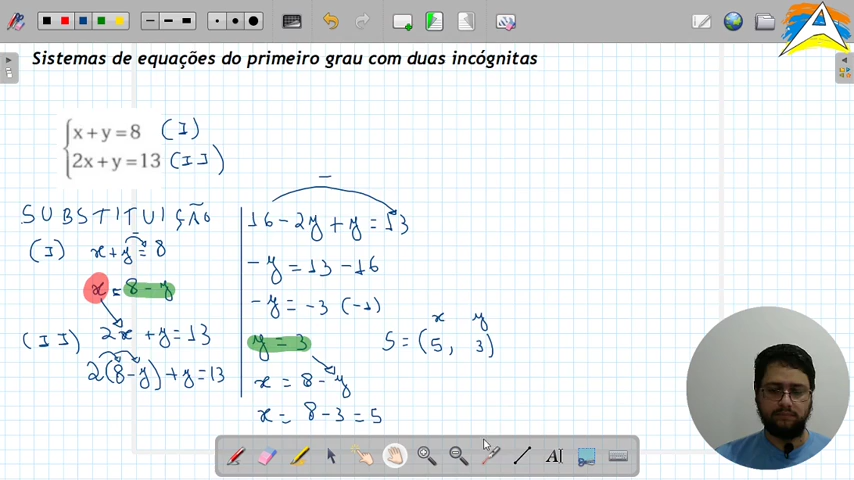 Sistemas de equações do primeiro grau com duas incógnitas
x + y = 8 (I)
2x + y = 13 (II)
SUBSTITUIÇÃO
(I) x + y = 8
x = 8 - y
(II) 2x + y = 13
2(8 - y) + y = 13
-
16 - 2y + y = 13
-y = 13 - 16
-y = -3 (-1)
y = 3
x = 8 - y
x = 8 - 3 = 5
x y
S = (5, 3)
AI